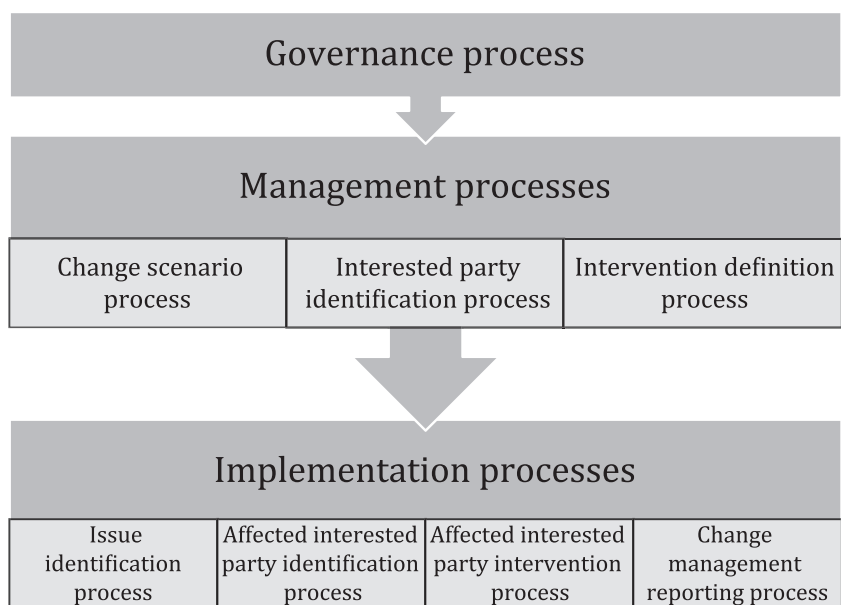 Governance process
Management processes
Change scenario
process
Interested party
identification process
Intervention definition
process
Implementation processes
Issue
identification
process
Affected interested
party identification
process
Affected interested
party intervention
process
Change
management
reporting process